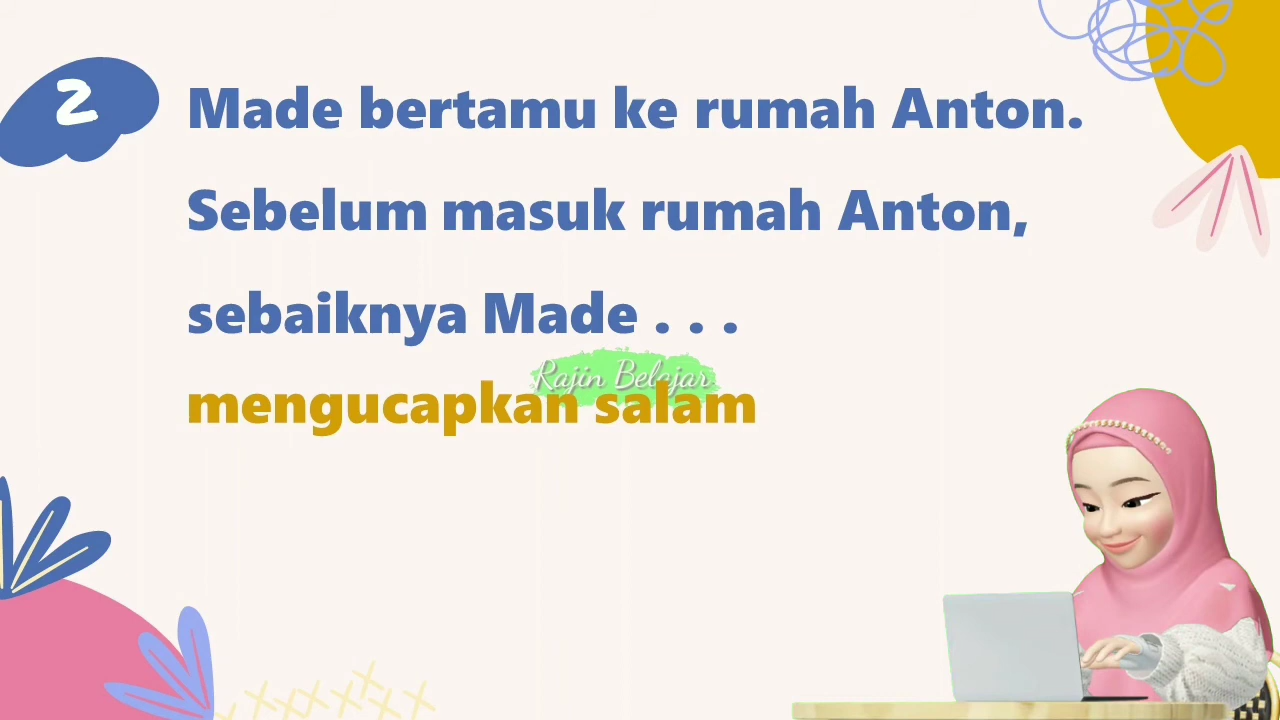 2
Made bertamu ke rumah Anton.
Sebelum masuk rumah Anton,
sebaiknya Made . . .
Rajin Belajar
mengucapkan salam